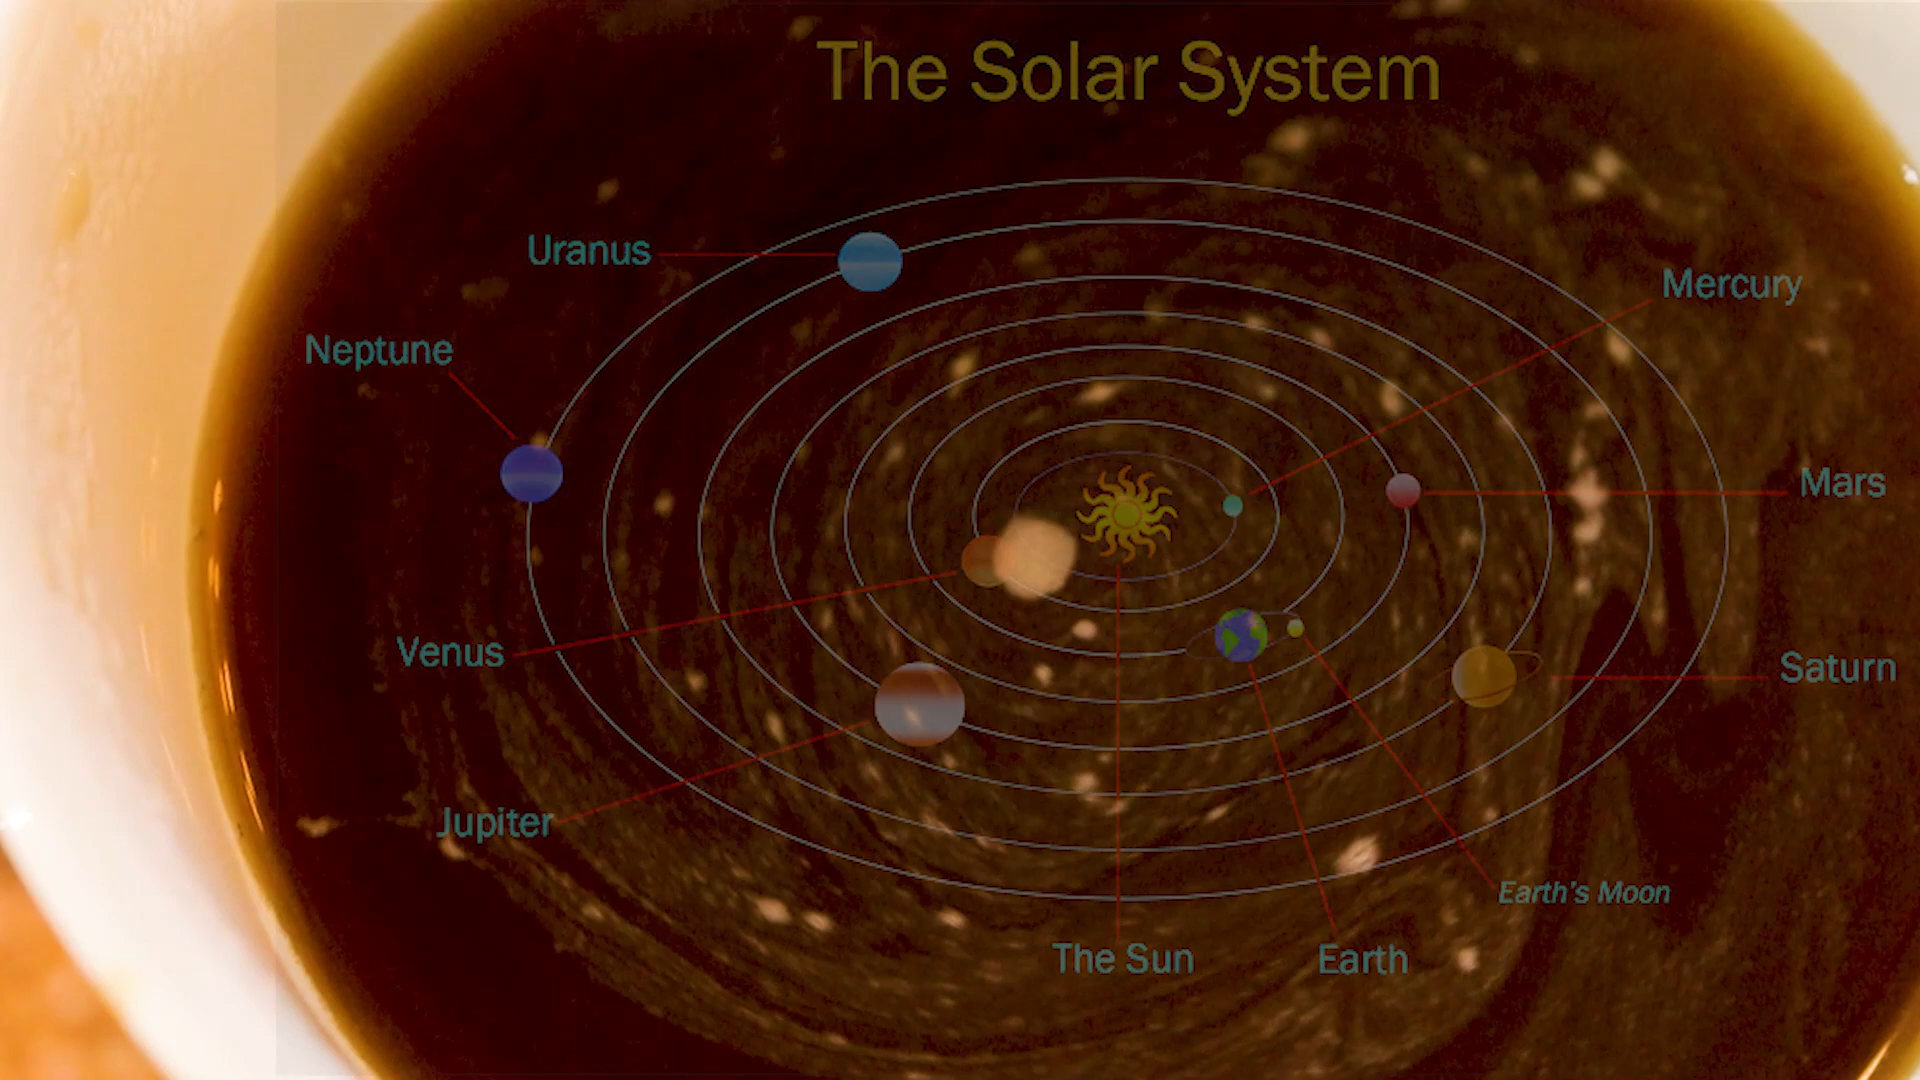 The Solar System
Uranus
Mercury
Neptune
Mars
Venus
Saturn
Jupiter
Earth's Moon
The Sun
Earth